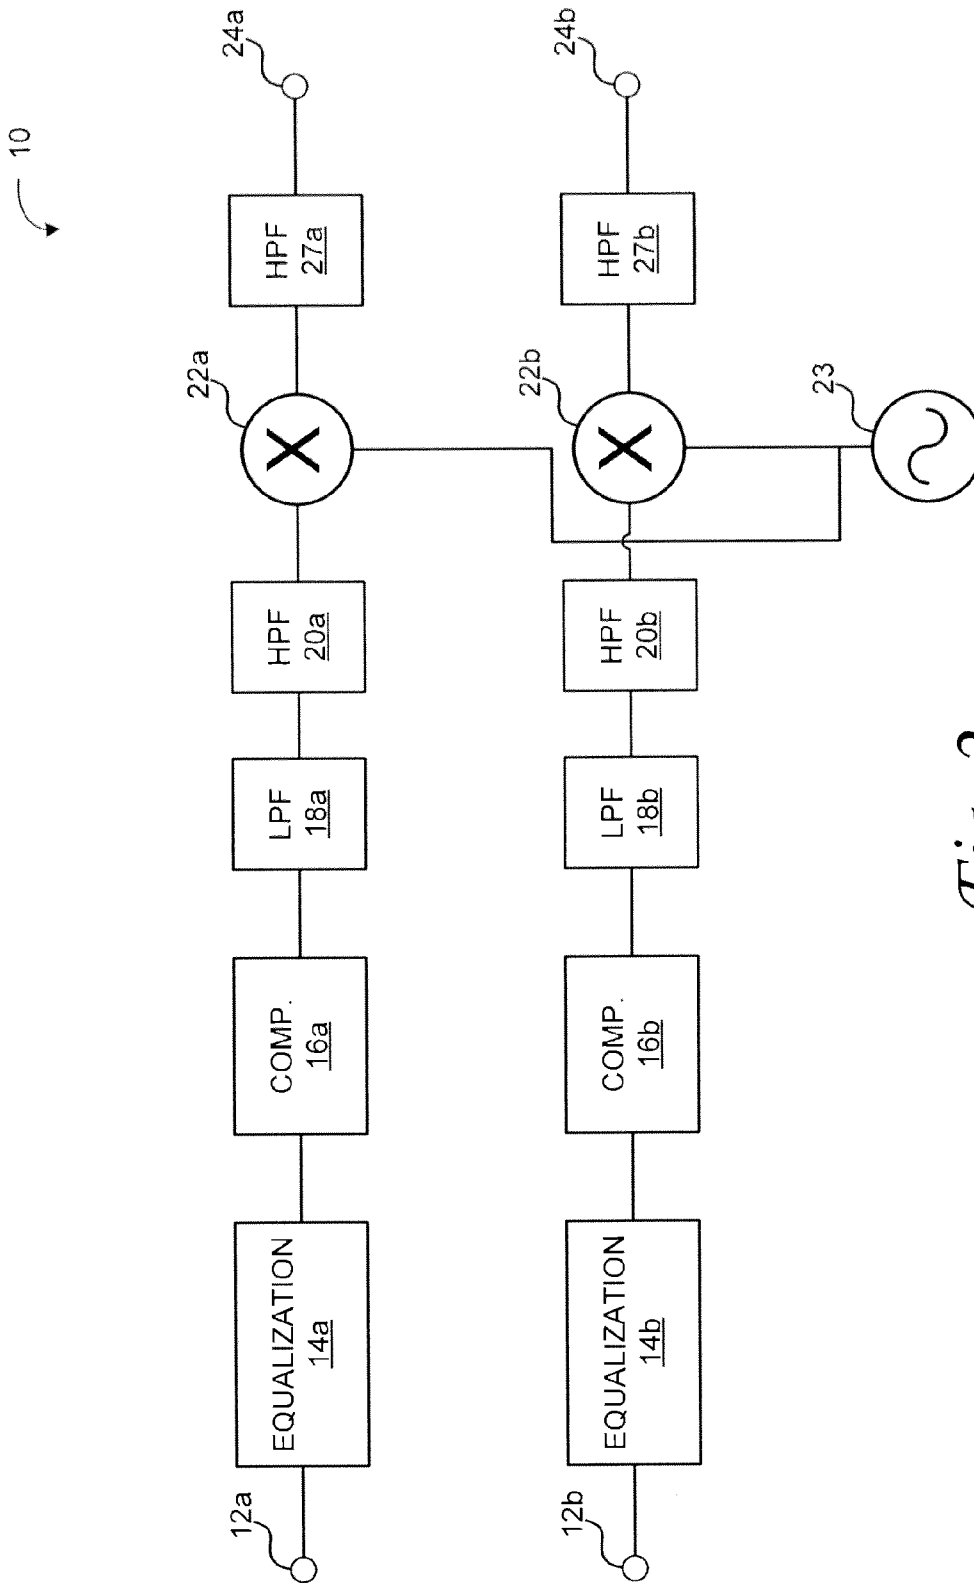 10
12a
EQUALIZATION
14a
COMP.
16a
LPF
18a
HPF
20a
22a
HPF
27a
24a
12b
EQUALIZATION
14b
COMP.
16b
LPF
18b
HPF
20b
22b
X
HPF
27b
24b
X
23